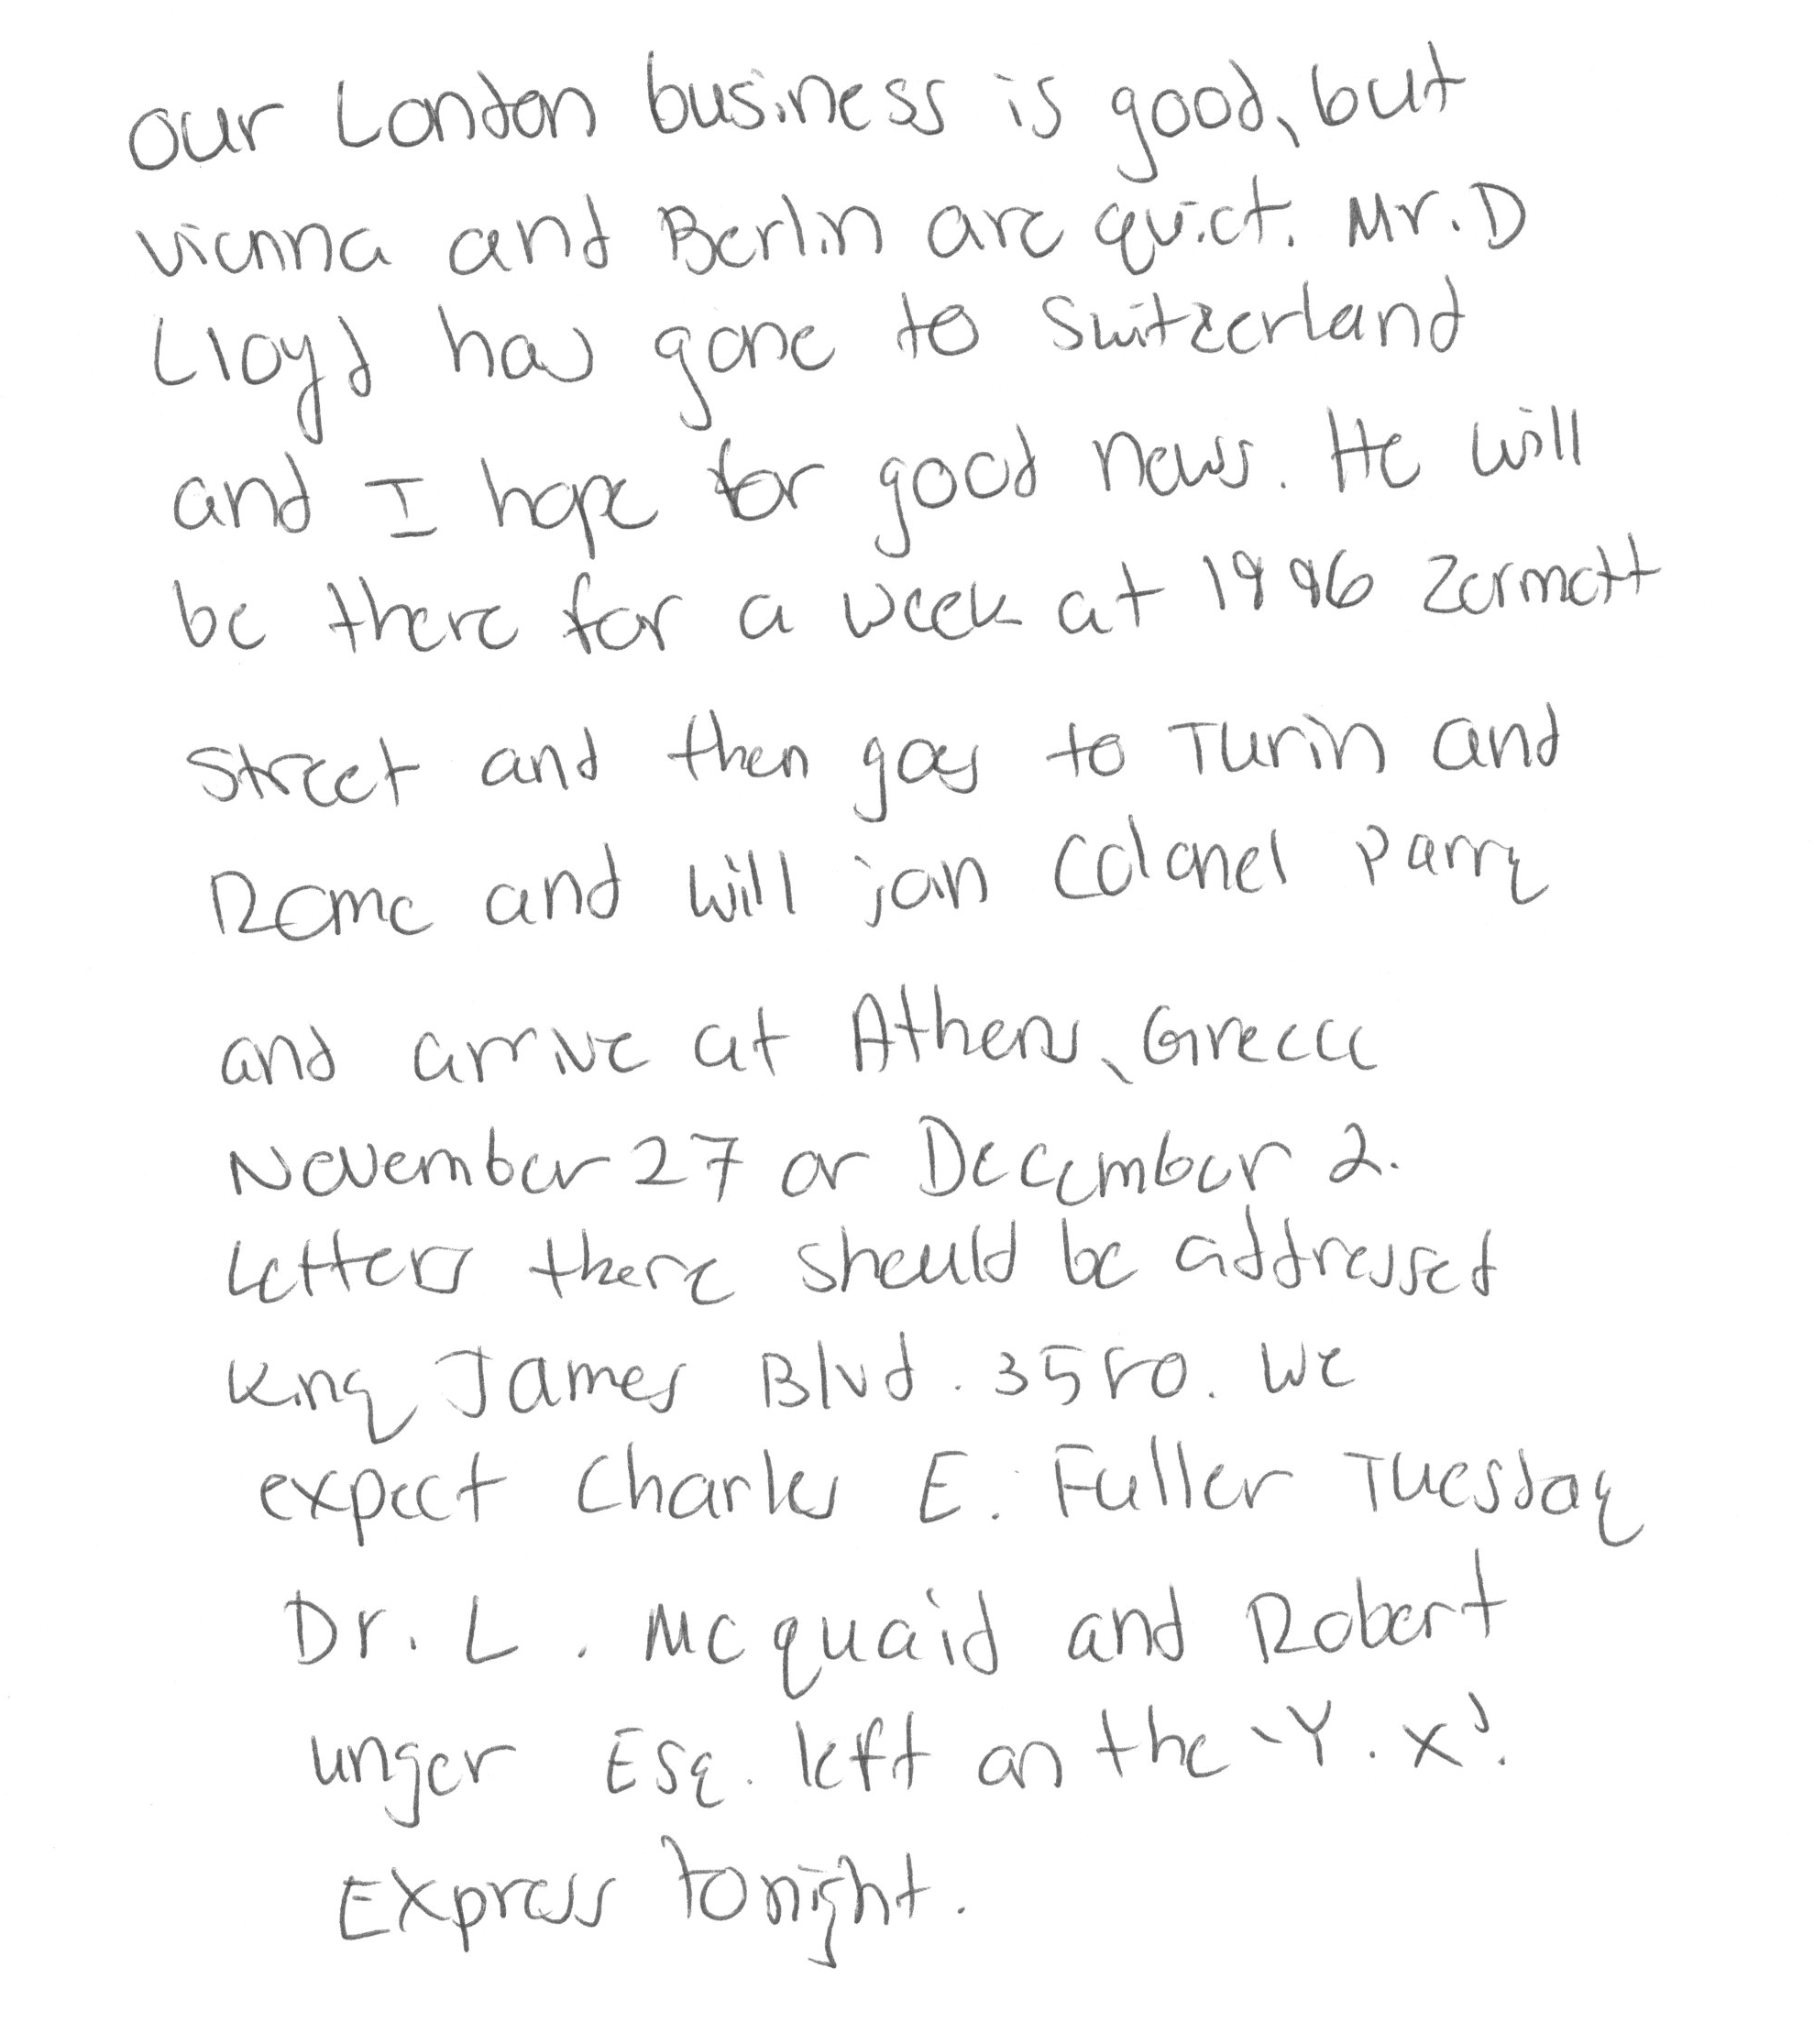 our London business is good, but
Vienna and Berlin are quiet. Mr. D
Lloyd has gone to Switzerland
and I hope for good news. He will
be there for a week at 1996 Zermott
Street and then goes to Turin and
Rome and will join Colonel Parry
and arrive at Athens, Greece
November 27 or December 2.
Letters there should be addressed
King James Blvd. 3580. We
expect Charles E. Fuller Tuesday
Dr. L. McQuaid and Robert
Unger Esq. left on the 'Y. X'.
Express tonight.